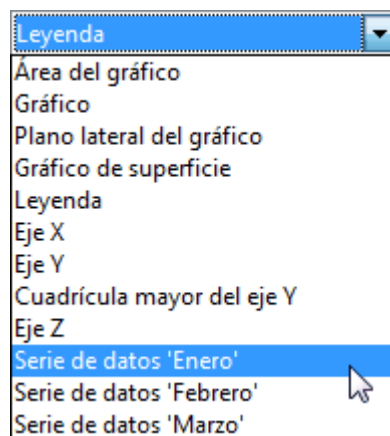 Leyenda
Área del gráfico
Gráfico
Plano lateral del gráfico
Gráfico de superficie
Leyenda
Eje X
Eje Y
Cuadrícula mayor del eje Y
Eje Z
Serie de datos 'Enero'
Serie de datos 'Febrero'
Serie de datos 'Marzo'